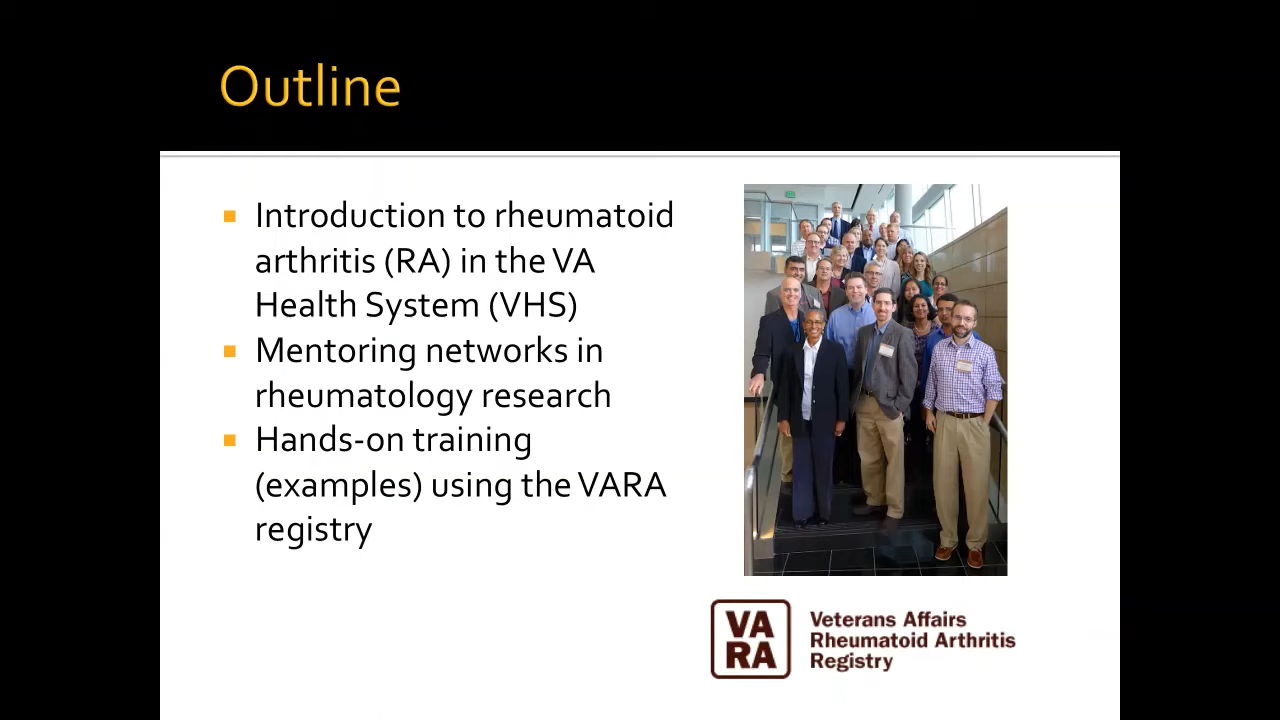 Outline
Introduction to rheumatoid
arthritis (RA) in the VA
Health System (VHS)
Mentoring networks in
rheumatology research
Hands-on training
(examples) using the VARA
registry
VA
RA
Veterans Affairs
Rheumatoid Arthritis
Registry